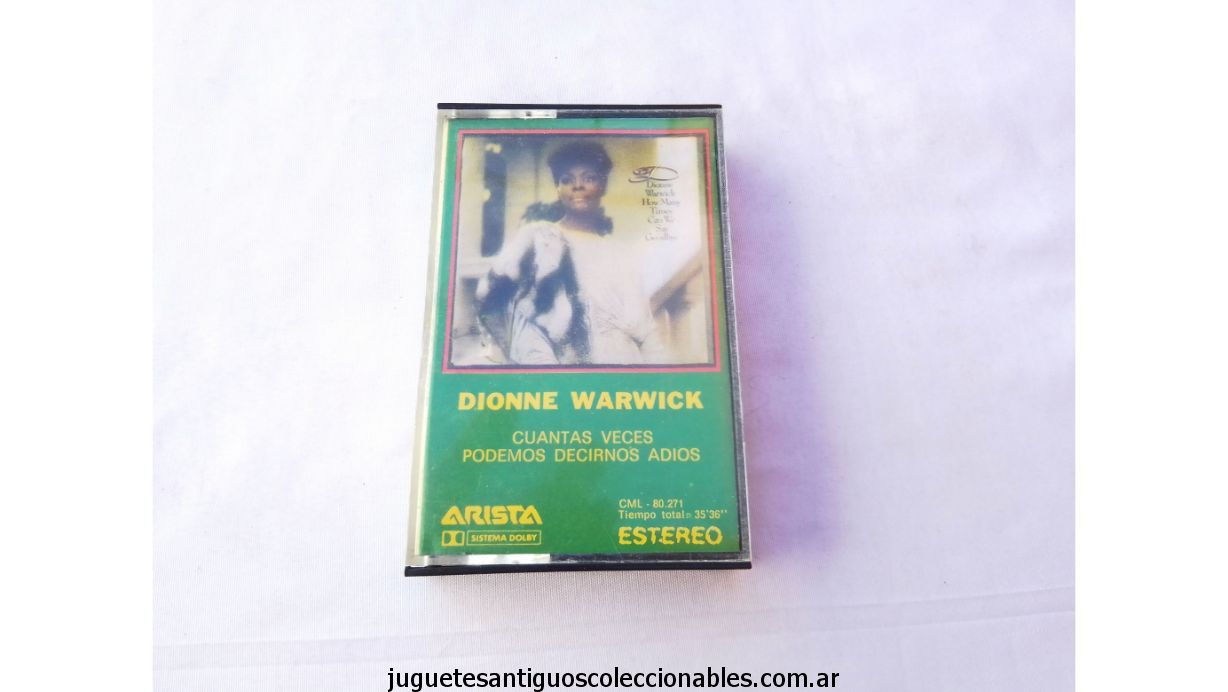 Dionne
Warwick
How Many
Times
Can We
Say
Goodbye
DIONNE WARWICK
CUANTAS VECES
PODEMOS DECIRNOS ADIOS
ARISTA
SISTEMA DOLBY
CML - 80.271
Tiempo total= 35'36''
ESTEREO
juguetesantiguoscoleccionables.com.ar